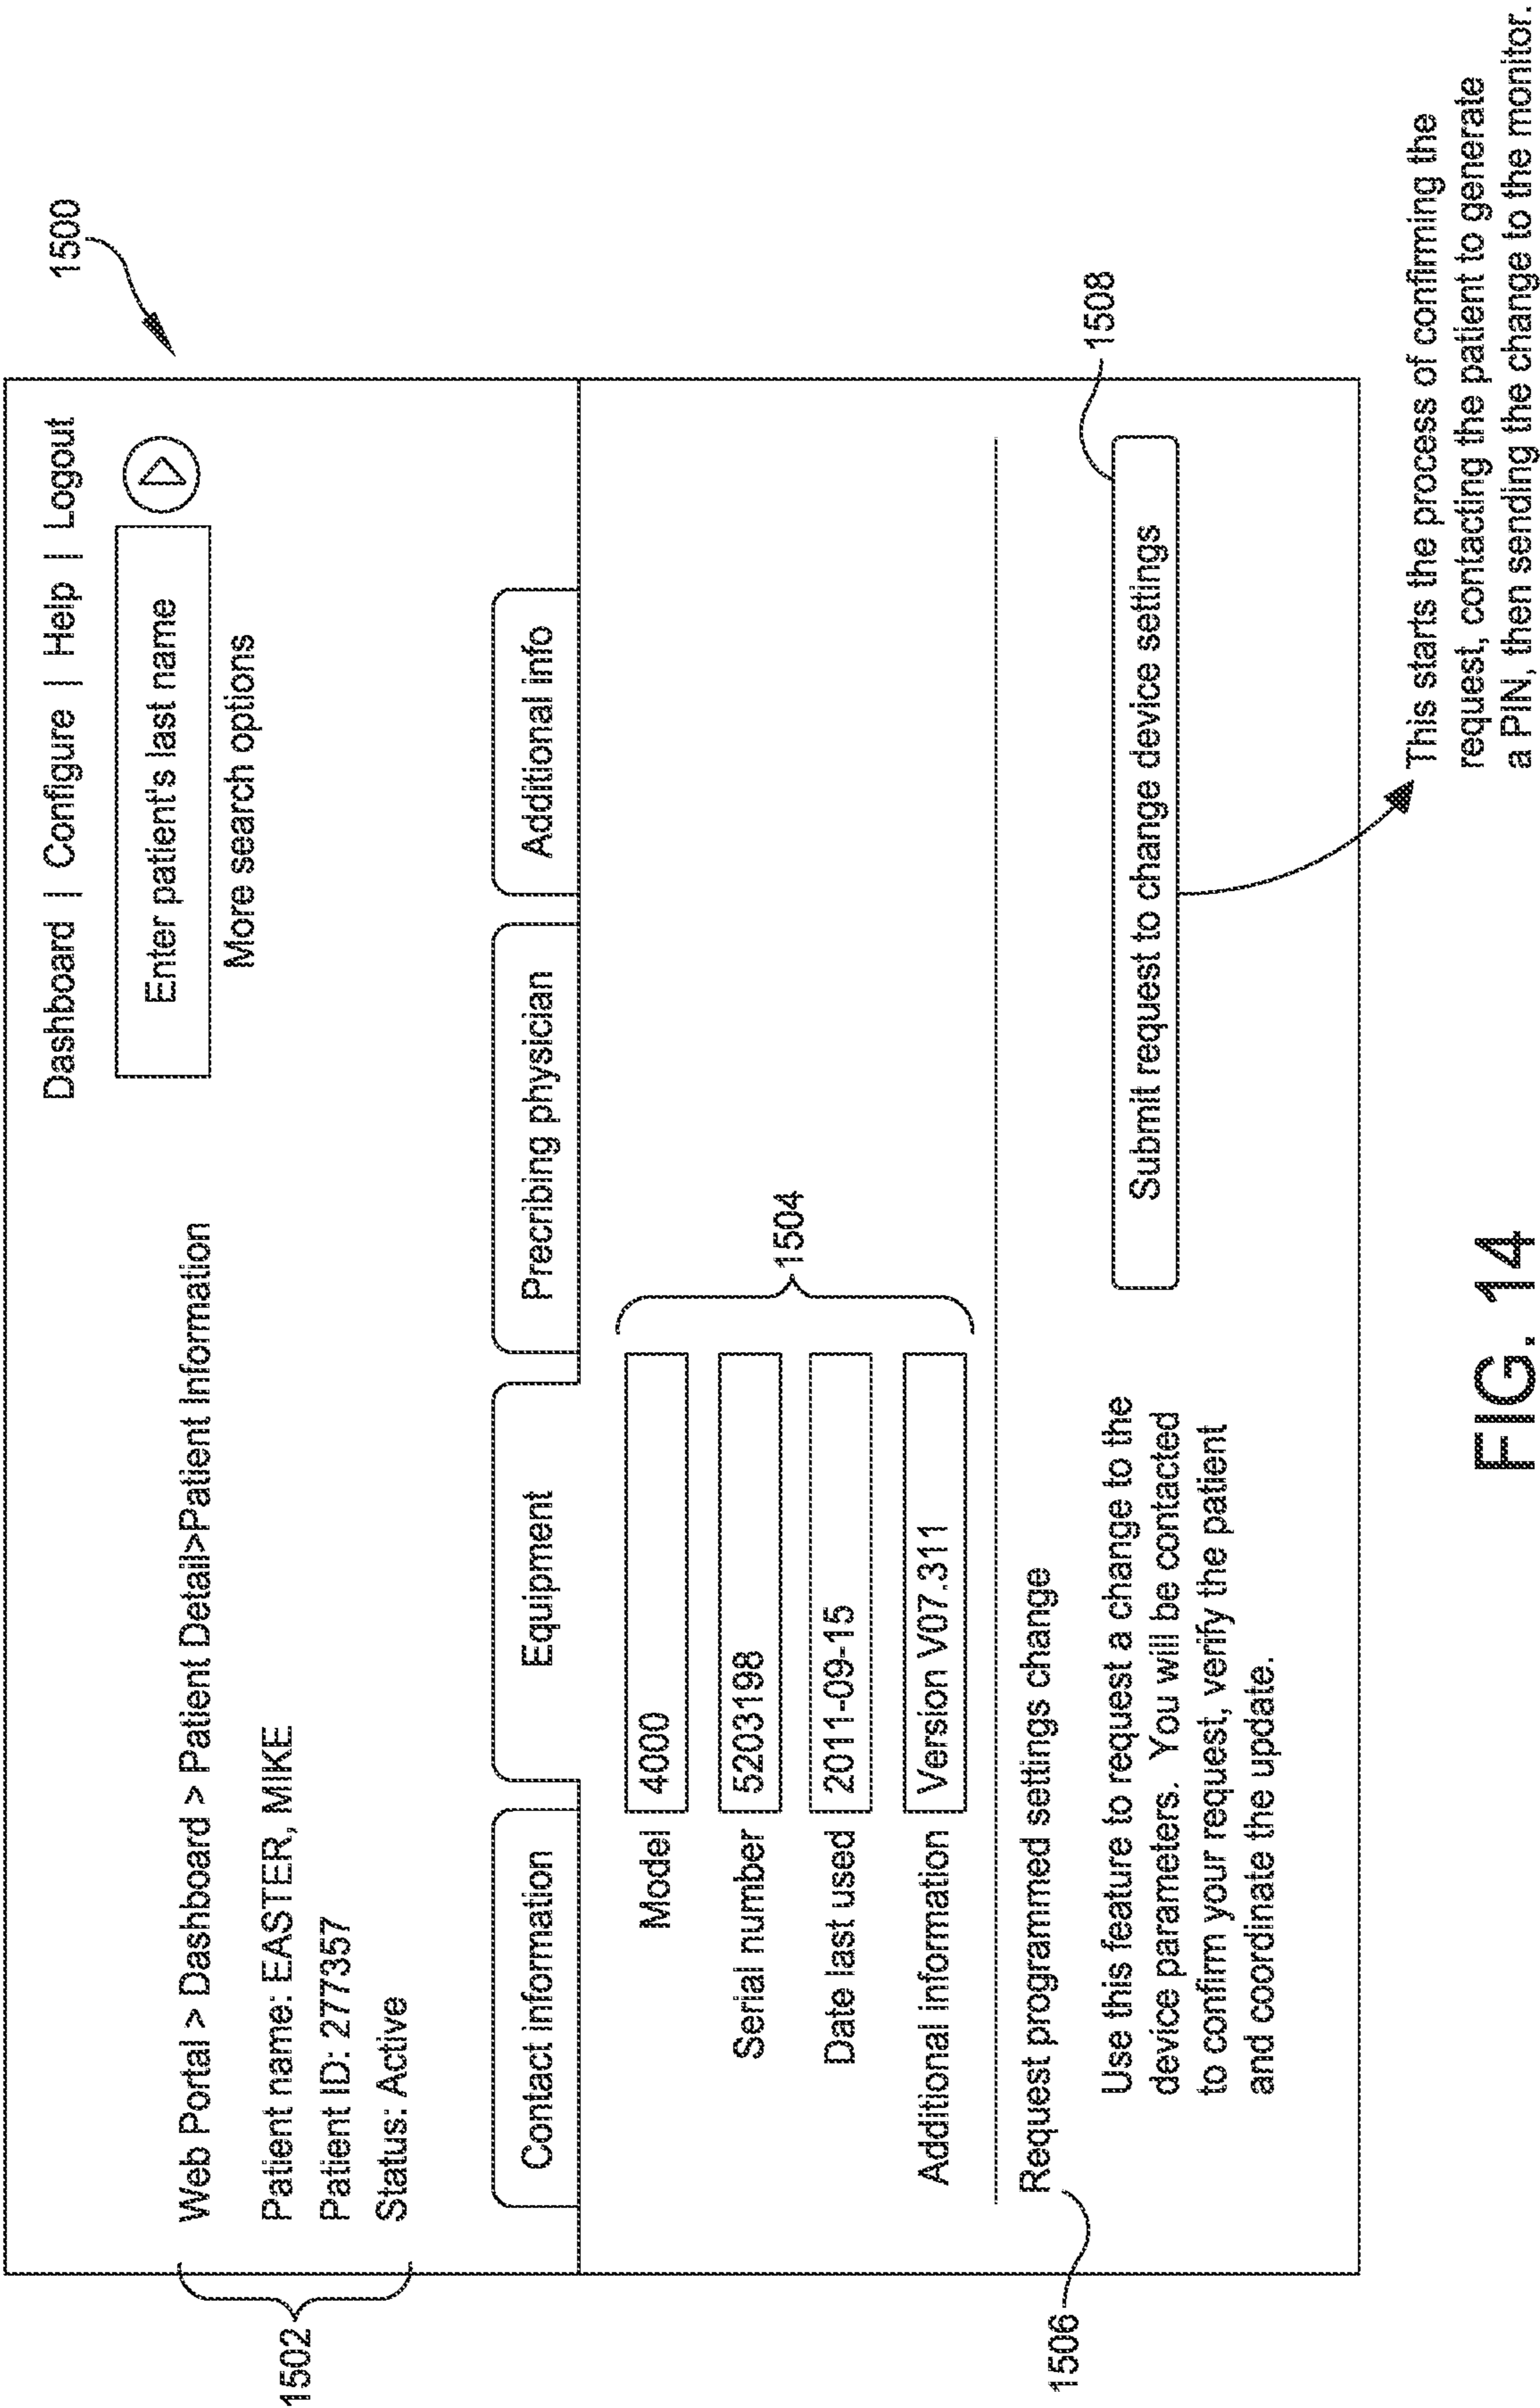 1500
Dashboard | Configure | Help | Logout
Enter patient's last name
More search options
1502
Web Portal > Dashboard > Patient Detail>Patient Information
Patient name: EASTER, MIKE
Patient ID: 277357
Status: Active
Contact information
Equipment
Precribing physician
Additional info
Model 4000
Serial number 5203198
Date last used 2011-09-15
Additional information Version V07.311
1504
1506
Request programmed settings change
Use this feature to request a change to the
device parameters. You will be contacted
to confirm your request, verify the patient
and coordinate the update.
1508
Submit request to change device settings
This starts the process of confirming the
request, contacting the patient to generate
a PIN, then sending the change to the monitor.
FIG. 14